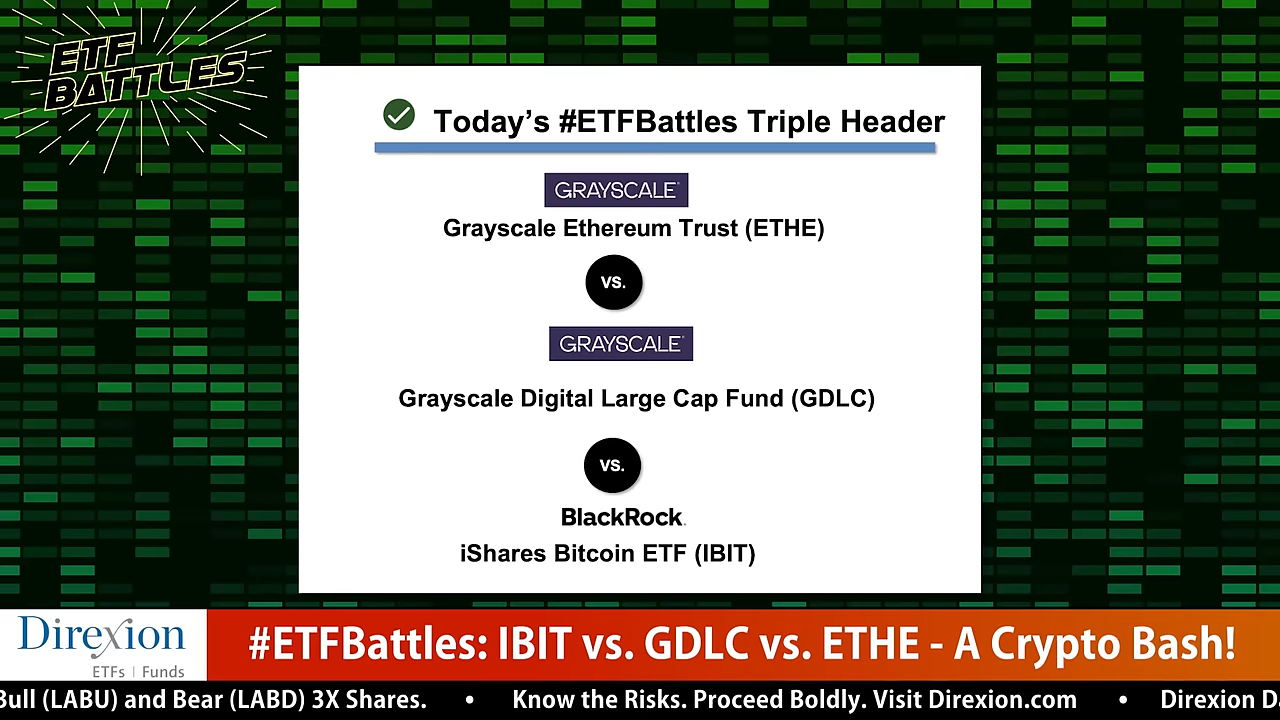 ETF
BATTLES
Today's #ETFBattles Triple Header
GRAYSCALE
Grayscale Ethereum Trust (ETHE)
VS.
GRAYSCALE
Grayscale Digital Large Cap Fund (GDLC)
VS.
BlackRock.
iShares Bitcoin ETF (IBIT)
Direxion
ETFs | Funds
#ETFBattles: IBIT vs. GDLC vs. ETHE - A Crypto Bash!
Bull (LABU) and Bear (LABD) 3X Shares. • Know the Risks. Proceed Boldly. Visit Direxion.com • Direxion D